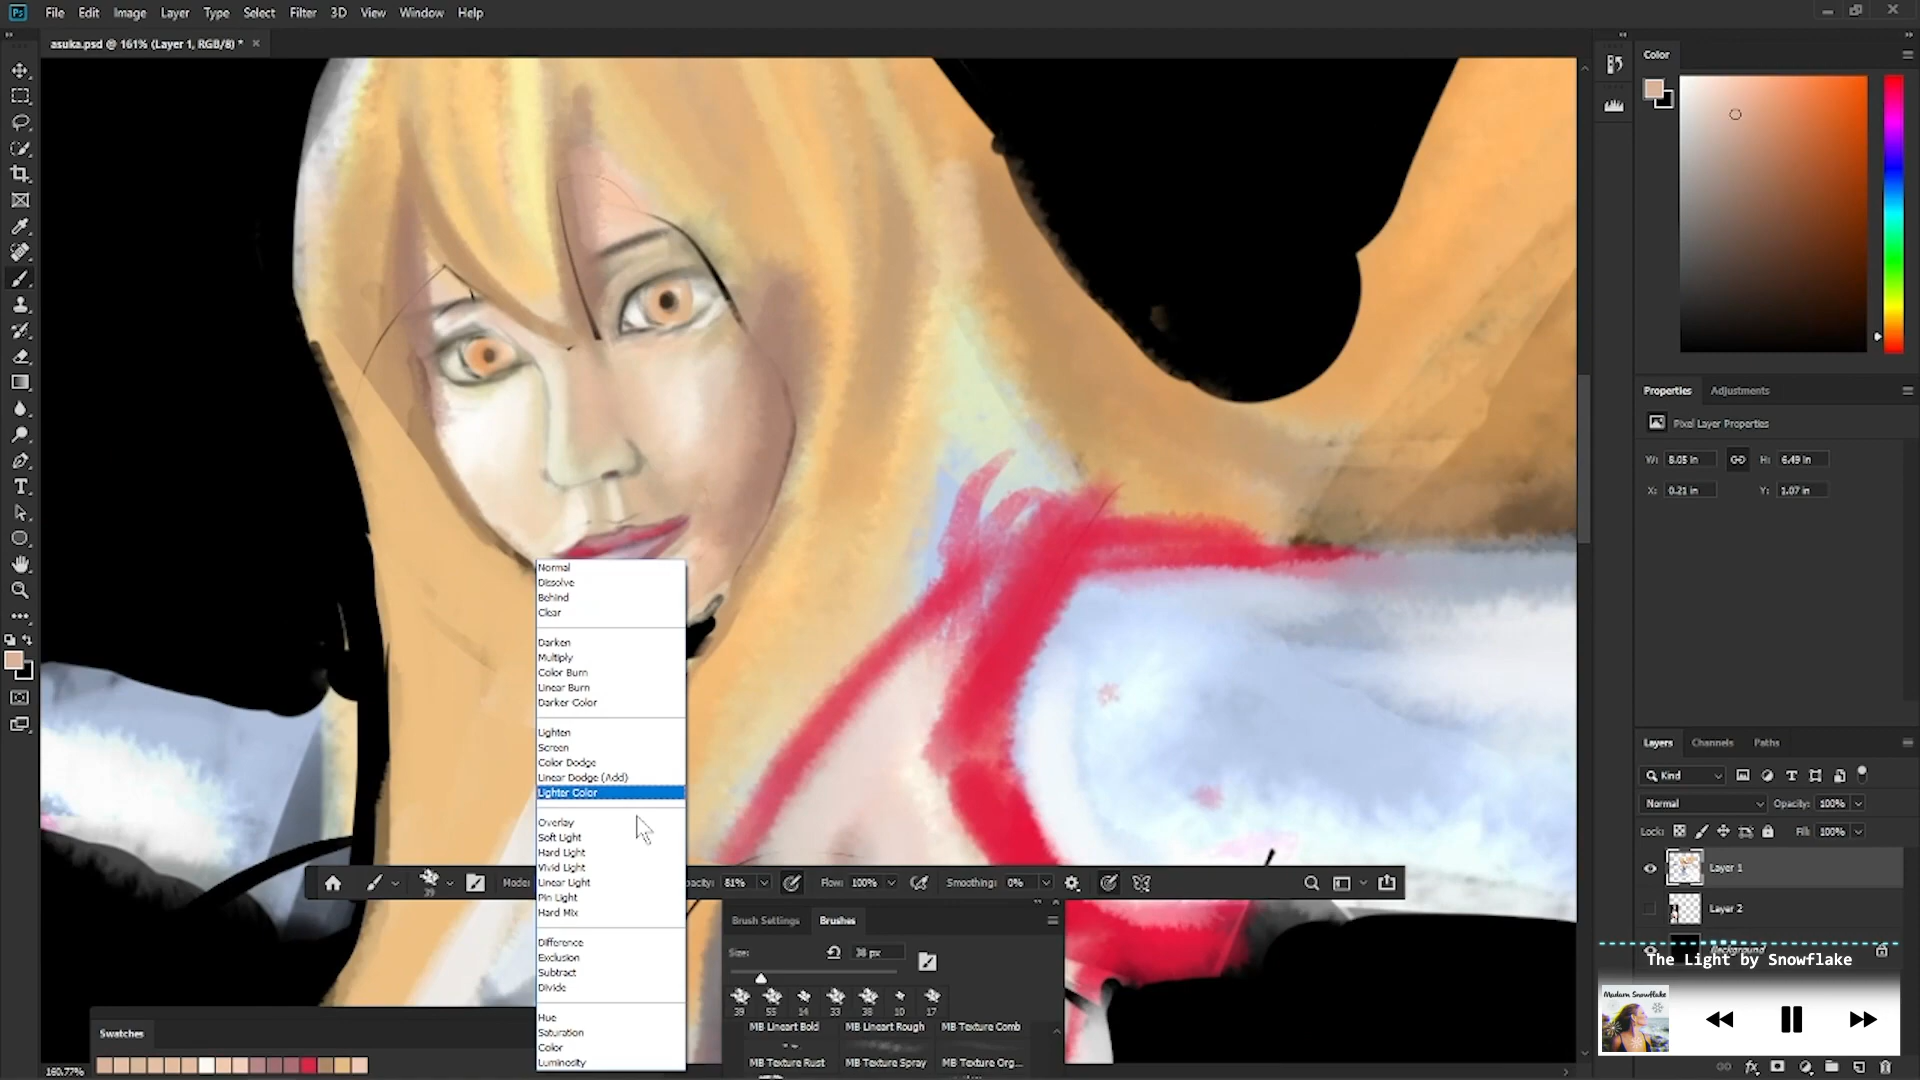 Ps File Edit Image Layer Type Select Filter 3D View Window Help
asuka.psd @ 161% (Layer 1, RGB/8) *
Color
Properties Adjustments
Pixel Layer Properties
W: 8.05 in H: 6.49 in
X: 0.21 in Y: 1.07 in
Normal
Dissolve
Behind
Clear
Darken
Multiply
Color Burn
Linear Burn
Darker Color
Lighten
Screen
Color Dodge
Linear Dodge (Add)
Lighter Color
Overlay
Soft Light
Hard Light
Vivid Light
Linear Light
Pin Light
Hard Mix
Difference
Exclusion
Subtract
Divide
Hue
Saturation
Color
Luminosity
39 Mode: pacity: 81% Flow: 100% Smoothing: 0%
Brush Settings Brushes
Size: 38 px
39 55 14 33 38 10 17
MB Lineart Bold MB Lineart Rough MB Texture Comb
MB Texture Rust MB Texture Spray MB Texture Org...
Swatches
160.77%
Layers Channels Paths
Kind
Normal Opacity: 100%
Lock: Fill: 100%
Layer 1
Layer 2
Background
The Light by Snowflake
Madam Snowflake